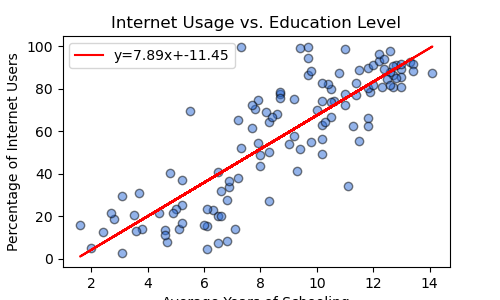 Internet Usage vs. Education Level
y=7.89x+-11.45
Percentage of Internet Users
100
80
60
40
20
0
2 4 6 8 10 12 14
Average Years of Schooling